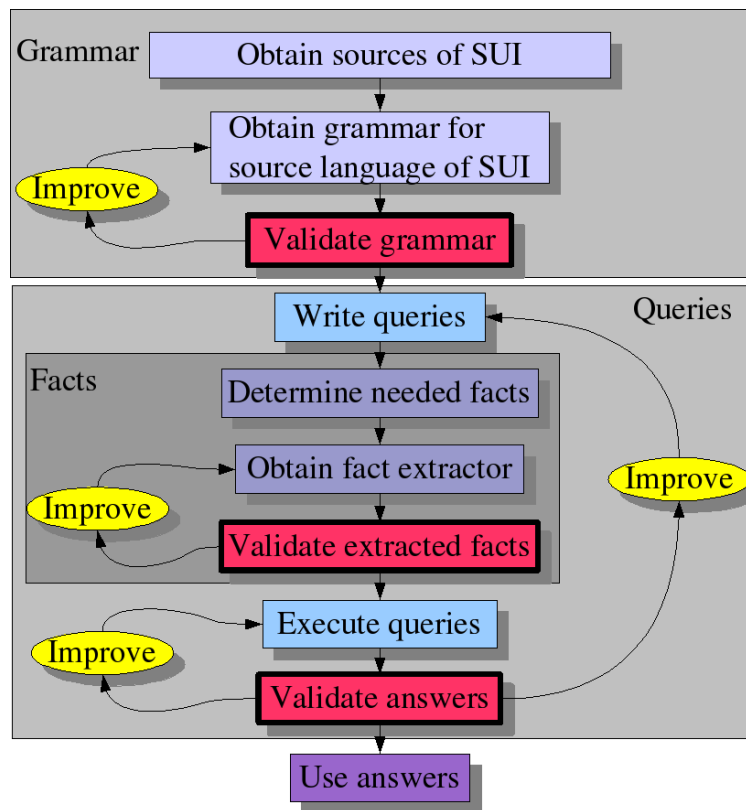 Grammar
Obtain sources of SUI
Obtain grammar for
source language of SUI
Improve
Validate grammar
Write queries
Queries
Facts
Determine needed facts
Obtain fact extractor
Improve
Improve
Validate extracted facts
Execute queries
Improve
Validate answers
Use answers